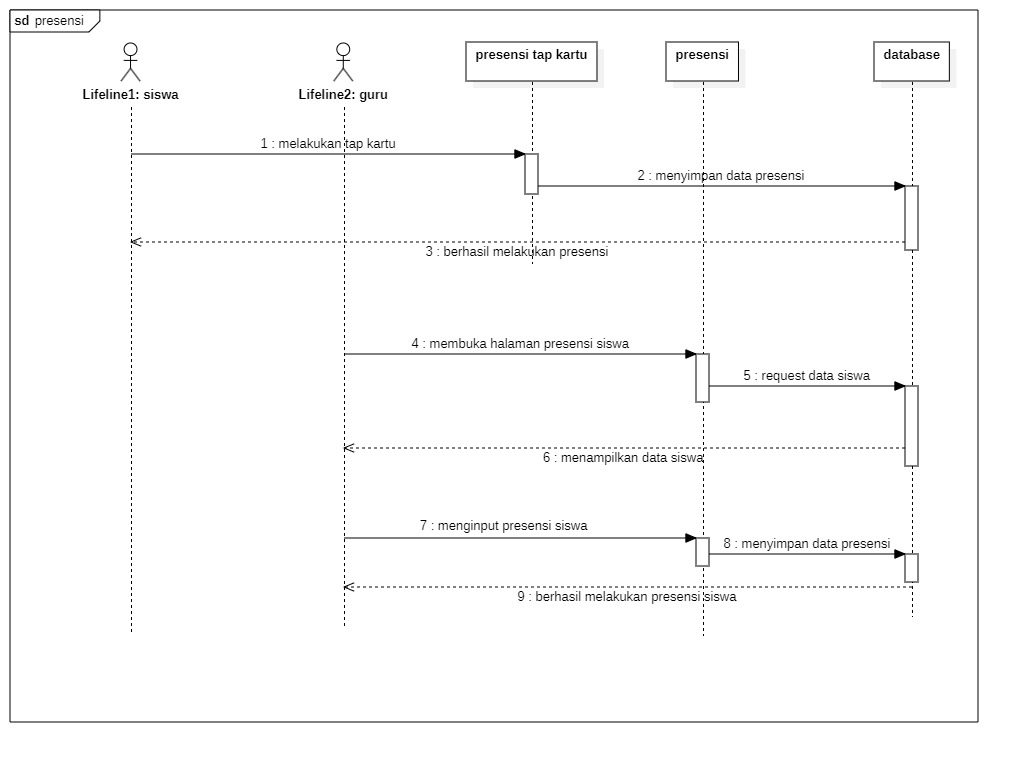 sd presensi
Lifeline1: siswa
Lifeline2: guru
presensi tap kartu
presensi
database
1 : melakukan tap kartu
2 : menyimpan data presensi
3 : berhasil melakukan presensi
4 : membuka halaman presensi siswa
5 : request data siswa
6 : menampilkan data siswa
7 : menginput presensi siswa
8 : menyimpan data presensi
9 : berhasil melakukan presensi siswa